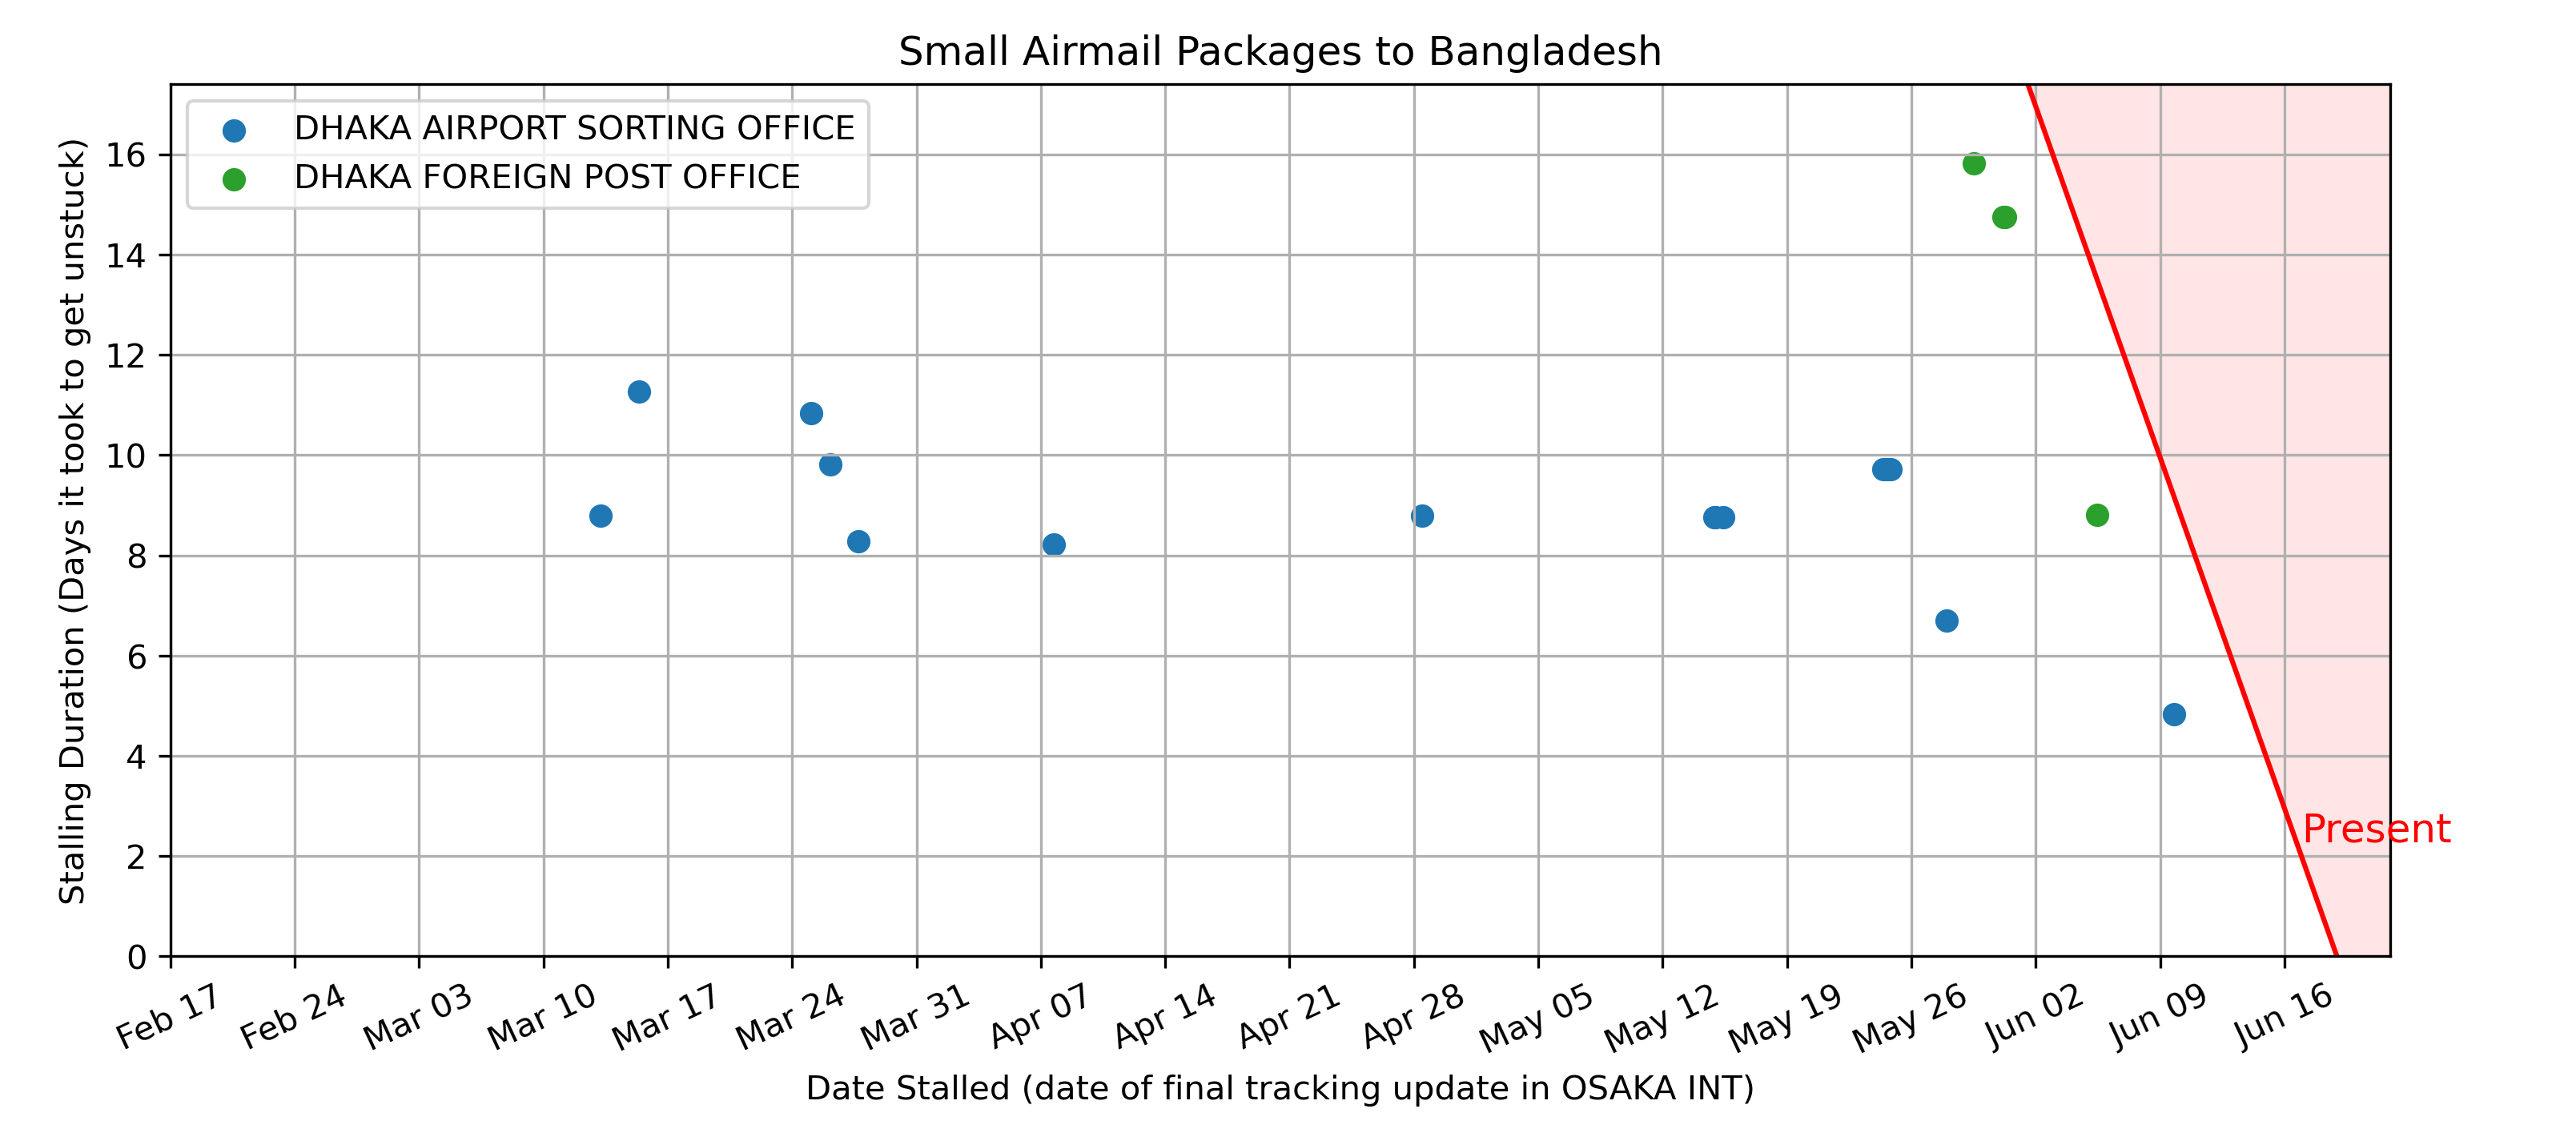 Small Airmail Packages to Bangladesh
DHAKA AIRPORT SORTING OFFICE
DHAKA FOREIGN POST OFFICE
Stalling Duration (Days it took to get unstuck)
16
14
12
10
8
6
4
2
0
Present
Feb 17
Feb 24
Mar 03
Mar 10
Mar 17
Mar 24
Mar 31
Apr 07
Apr 14
Apr 21
Apr 28
May 05
May 12
May 19
May 26
Jun 02
Jun 09
Jun 16
Date Stalled (date of final tracking update in OSAKA INT)